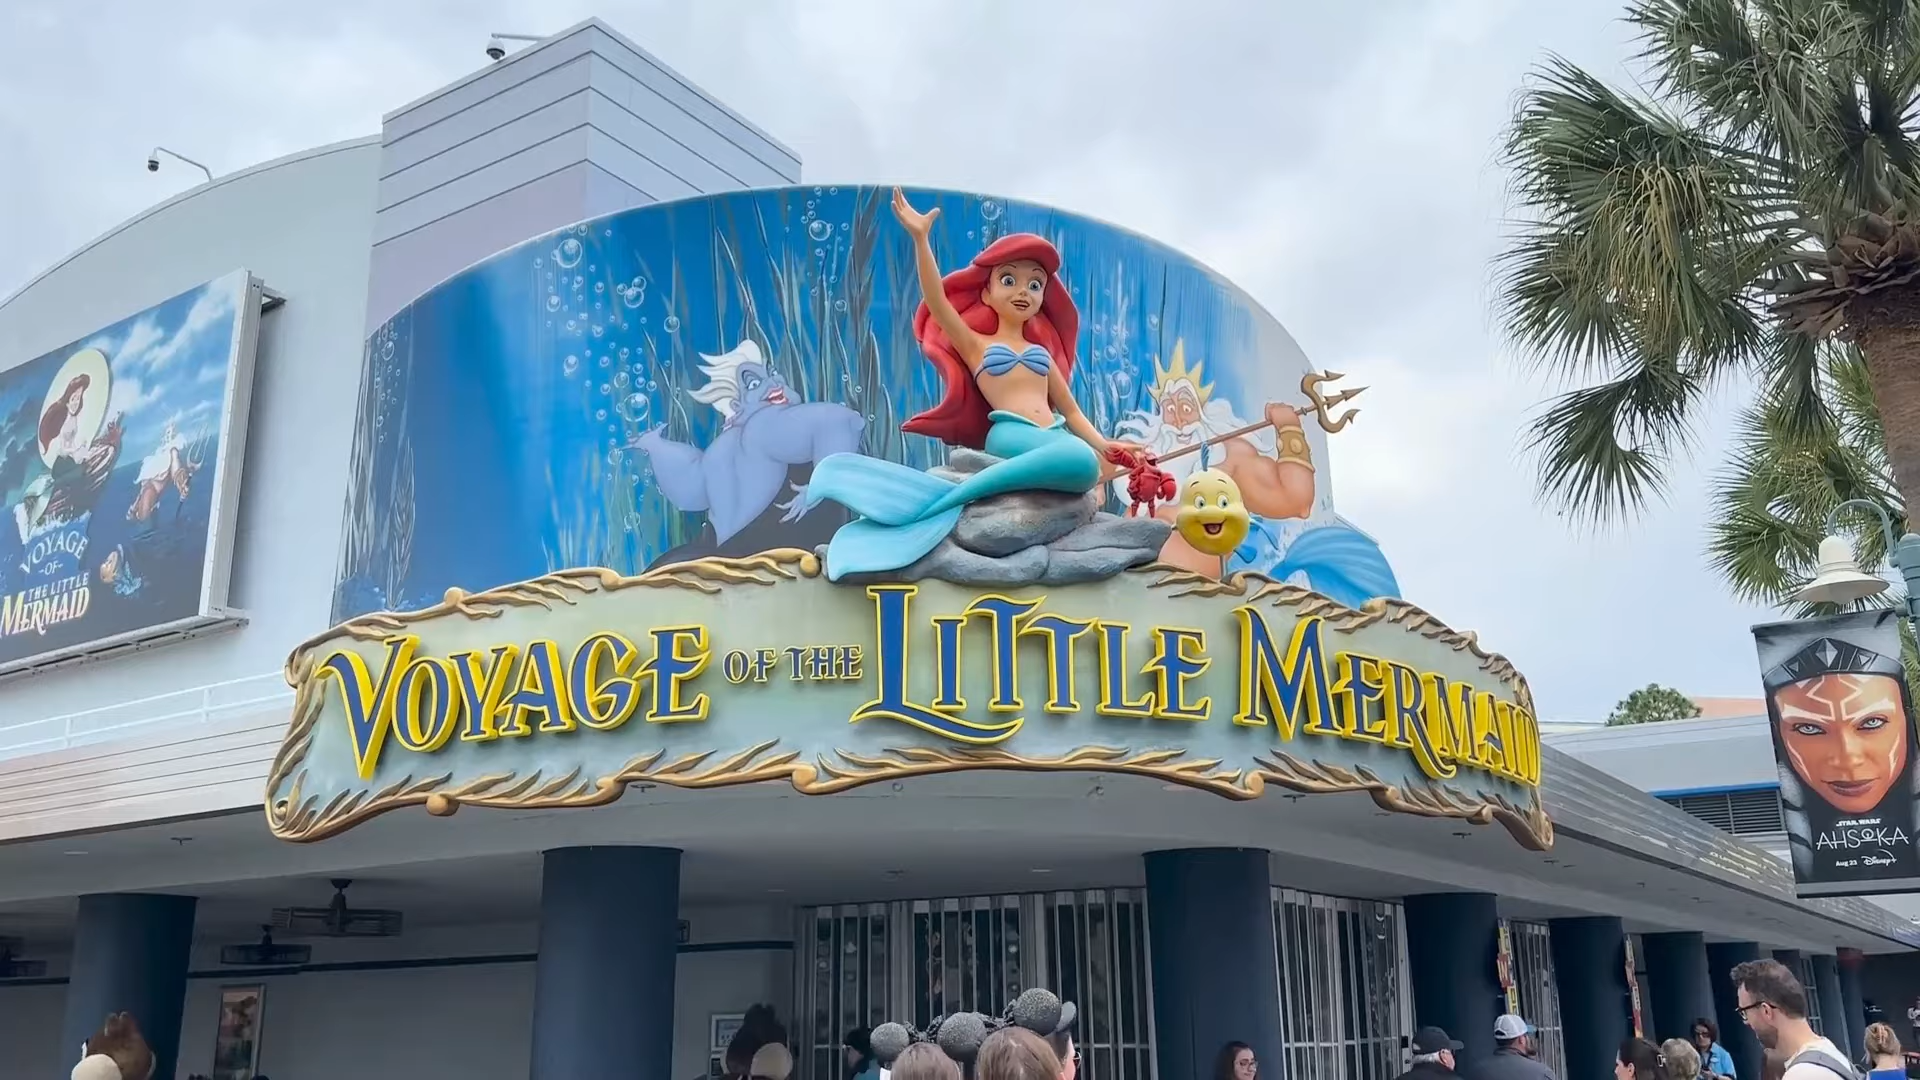 VOYAGE OF THE LITTLE MERMAID
VOYAGE
-OF-
THE LITTLE
MERMAID
STAR WARS
AHSOKA
Aug 23 Disney+